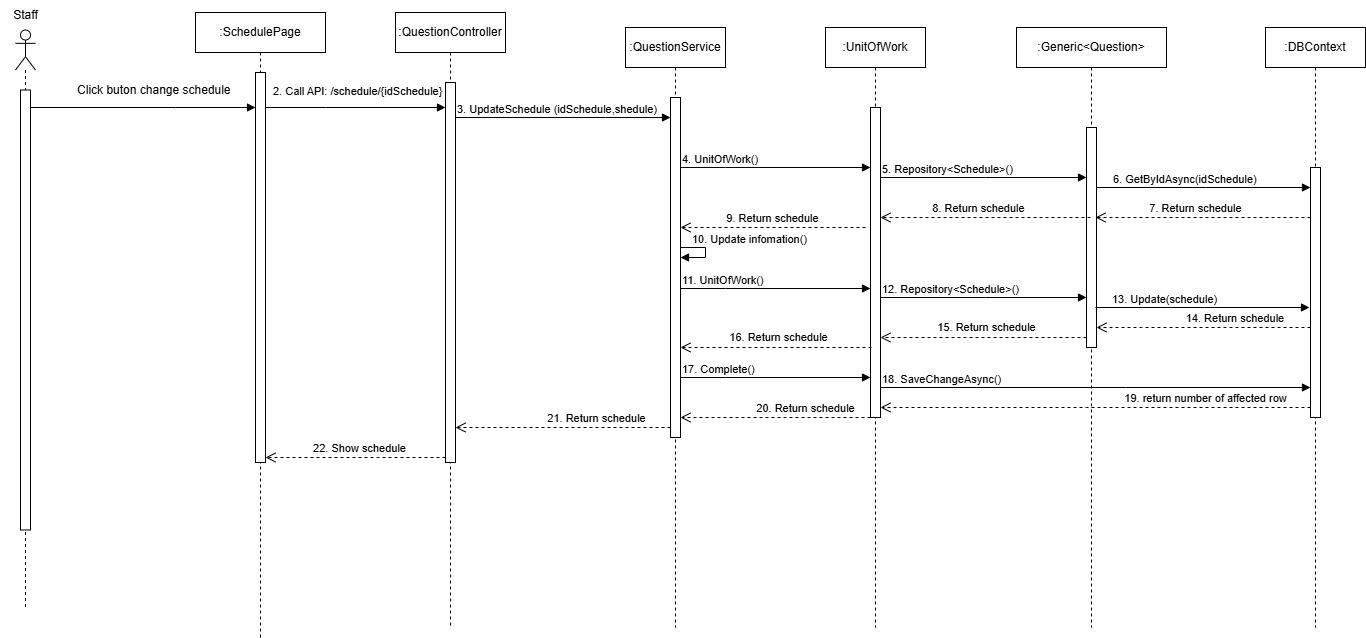 Staff
:SchedulePage
:QuestionController
:QuestionService
:UnitOfWork
:Generic<Question>
:DBContext
Click buton change schedule
2. Call API: /schedule/{idSchedule}
3. UpdateSchedule (idSchedule,shedule)
4. UnitOfWork()
5. Repository<Schedule>()
6. GetByIdAsync(idSchedule)
7. Return schedule
8. Return schedule
9. Return schedule
10. Update infomation()
11. UnitOfWork()
12. Repository<Schedule>()
13. Update(schedule)
14. Return schedule
15. Return schedule
16. Return schedule
17. Complete()
18. SaveChangeAsync()
19. return number of affected row
20. Return schedule
21. Return schedule
22. Show schedule